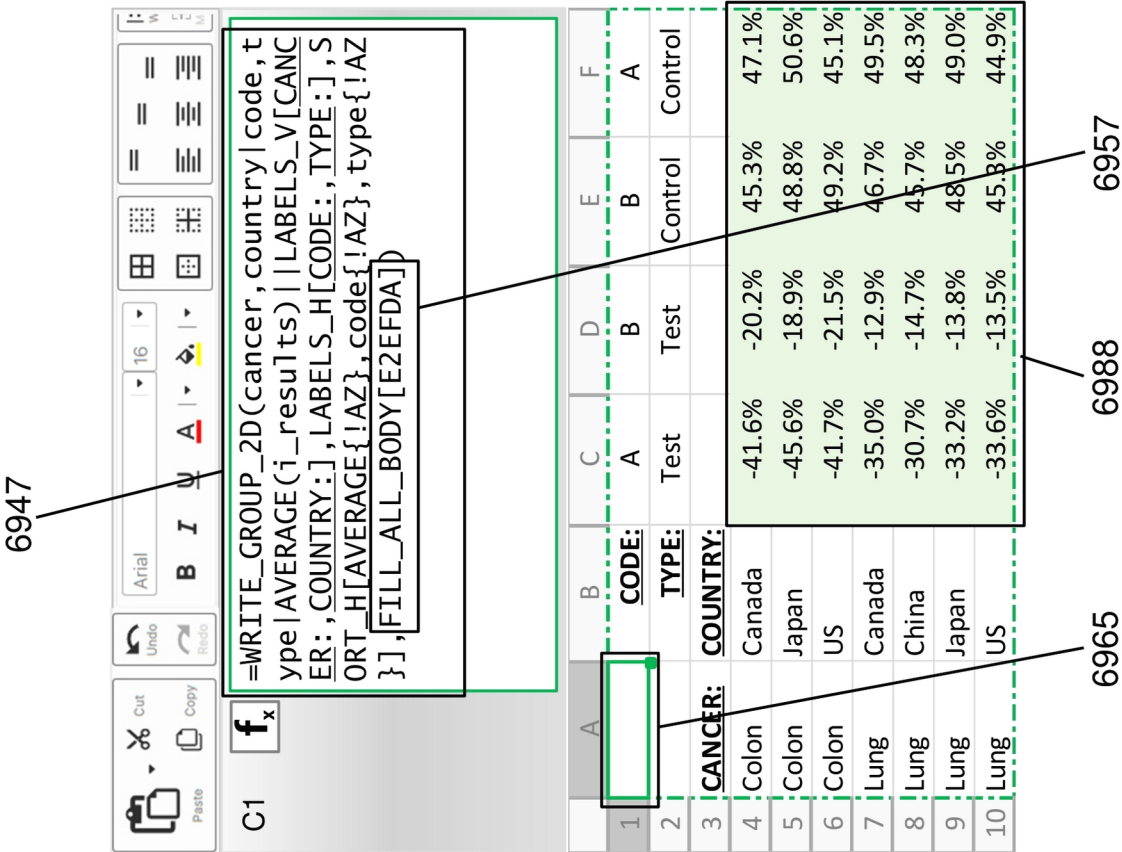 6947
Paste
Cut
Copy
Undo
Redo
Arial
16
B I U A
C1
fx
=WRITE_GROUP_2D(cancer,country|code,t
ype|AVERAGE(i_results)||LABELS_V[CANC
ER:,COUNTRY:],LABELS_H[CODE:,TYPE:],S
ORT_H[AVERAGE{!AZ},code{!AZ},type{!AZ
}],FILL_ALL_BODY[E2EFDA])
A B C D E F
1 CODE: A B B A
2 TYPE: Test Test Control Control
3 CANCER: COUNTRY:
4 Colon Canada -41.6% -20.2% 45.3% 47.1%
5 Colon Japan -45.6% -18.9% 48.8% 50.6%
6 Colon US -41.7% -21.5% 49.2% 45.1%
7 Lung Canada -35.0% -12.9% 46.7% 49.5%
8 Lung China -30.7% -14.7% 45.7% 48.3%
9 Lung Japan -33.2% -13.8% 48.5% 49.0%
10 Lung US -33.6% -13.5% 45.3% 44.9%
6965
6988
6957